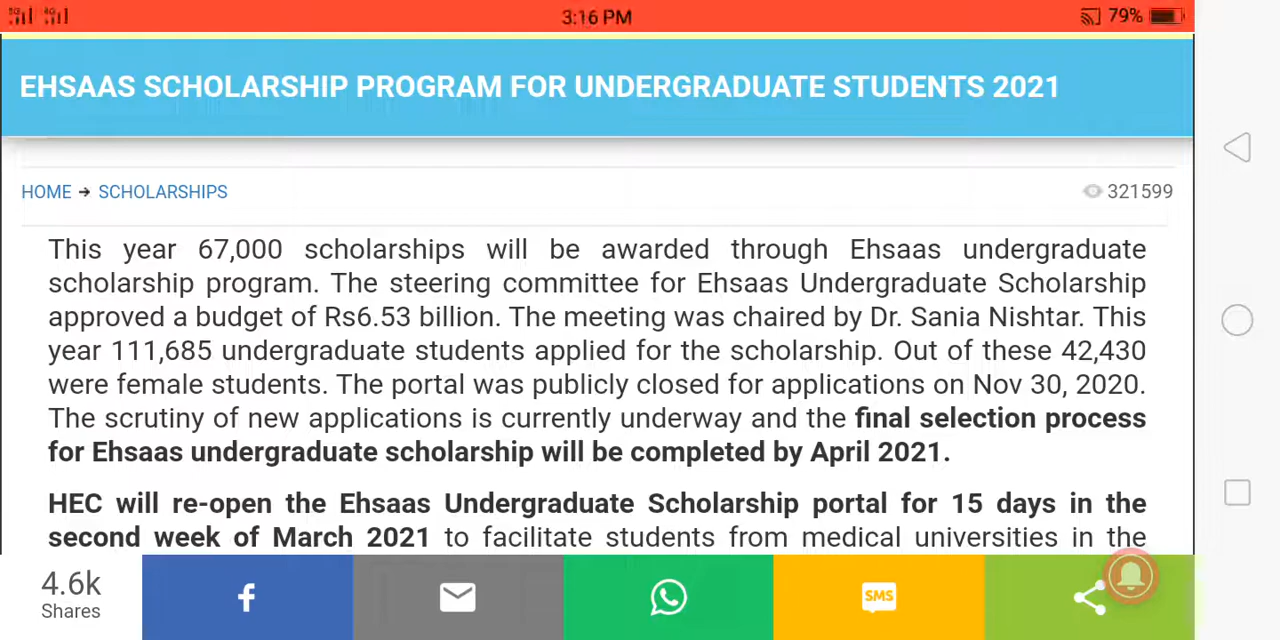 3:16 PM
79%
EHSAAS SCHOLARSHIP PROGRAM FOR UNDERGRADUATE STUDENTS 2021
HOME → SCHOLARSHIPS
321599
This year 67,000 scholarships will be awarded through Ehsaas undergraduate
scholarship program. The steering committee for Ehsaas Undergraduate Scholarship
approved a budget of Rs6.53 billion. The meeting was chaired by Dr. Sania Nishtar. This
year 111,685 undergraduate students applied for the scholarship. Out of these 42,430
were female students. The portal was publicly closed for applications on Nov 30, 2020.
The scrutiny of new applications is currently underway and the final selection process
for Ehsaas undergraduate scholarship will be completed by April 2021.
HEC will re-open the Ehsaas Undergraduate Scholarship portal for 15 days in the
second week of March 2021 to facilitate students from medical universities in the
4.6k
Shares
SMS